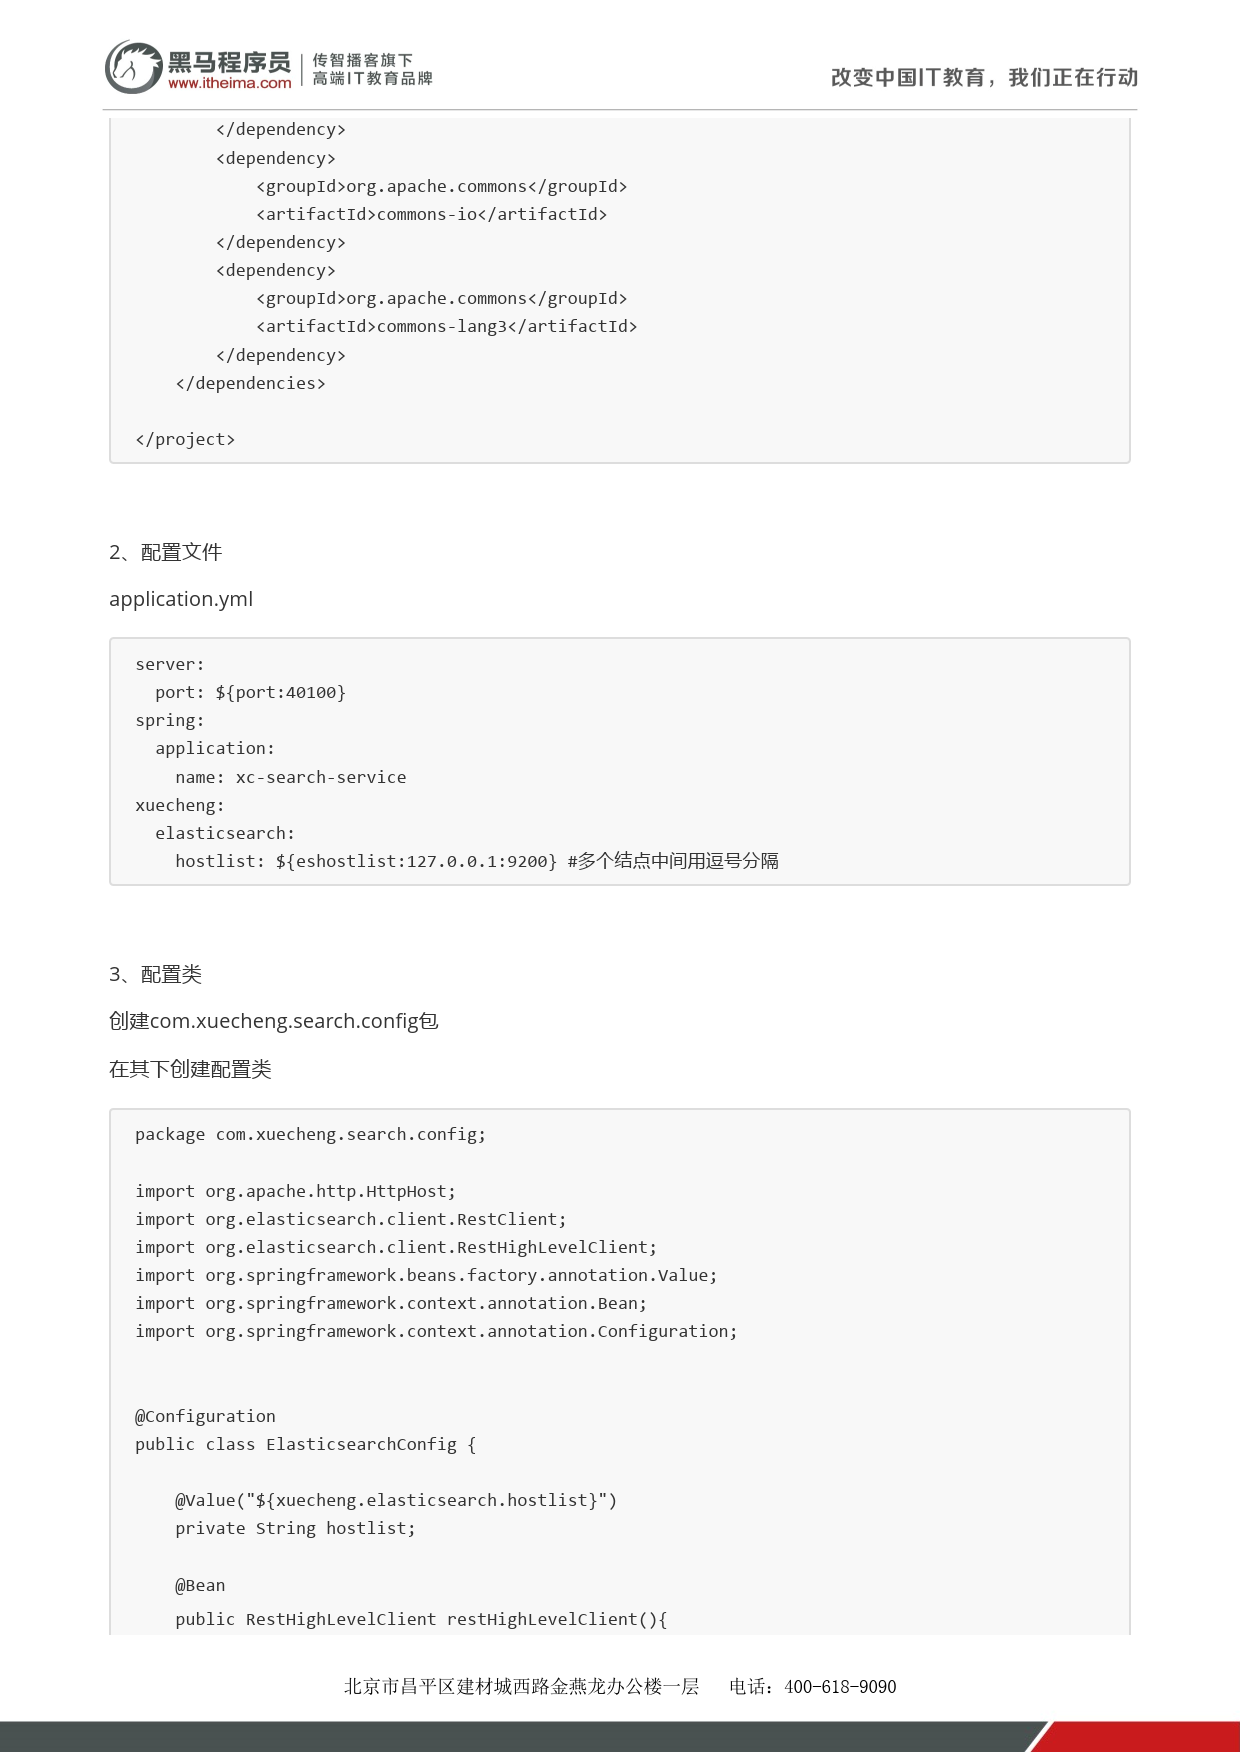 黑马程序员
www.itheima.com
传智播客旗下
高端IT教育品牌
改变中国IT教育，我们正在行动
        </dependency>
        <dependency>
            <groupId>org.apache.commons</groupId>
            <artifactId>commons-io</artifactId>
        </dependency>
        <dependency>
            <groupId>org.apache.commons</groupId>
            <artifactId>commons-lang3</artifactId>
        </dependency>
    </dependencies>
</project>
2、配置文件
application.yml
server:
  port: ${port:40100}
spring:
  application:
    name: xc-search-service
xuecheng:
  elasticsearch:
    hostlist: ${eshostlist:127.0.0.1:9200} #多个结点中间用逗号分隔
3、配置类
创建com.xuecheng.search.config包
在其下创建配置类
package com.xuecheng.search.config;
import org.apache.http.HttpHost;
import org.elasticsearch.client.RestClient;
import org.elasticsearch.client.RestHighLevelClient;
import org.springframework.beans.factory.annotation.Value;
import org.springframework.context.annotation.Bean;
import org.springframework.context.annotation.Configuration;
@Configuration
public class ElasticsearchConfig {
    @Value("${xuecheng.elasticsearch.hostlist}")
    private String hostlist;
    @Bean
    public RestHighLevelClient restHighLevelClient(){
北京市昌平区建材城西路金燕龙办公楼一层 电话：400-618-9090